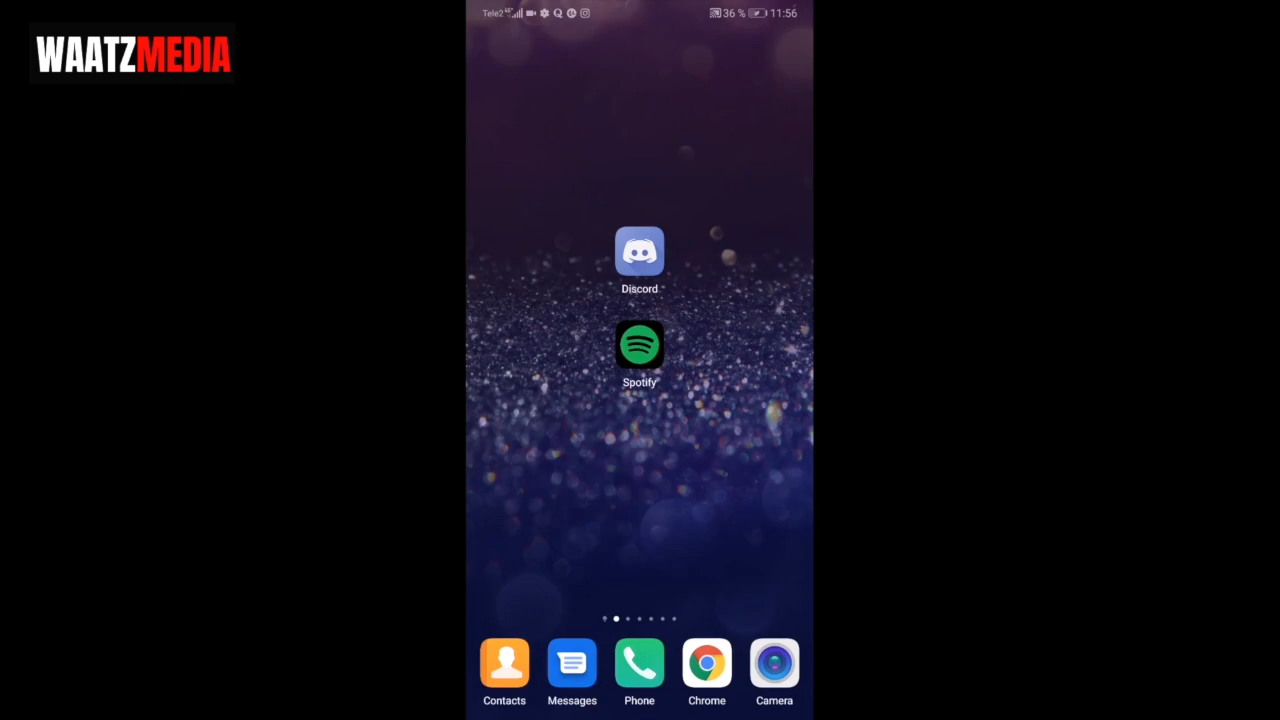 WAATZMEDIA
Tele2 36 % 11:56
Discord
Spotify
Contacts Messages Phone Chrome Camera